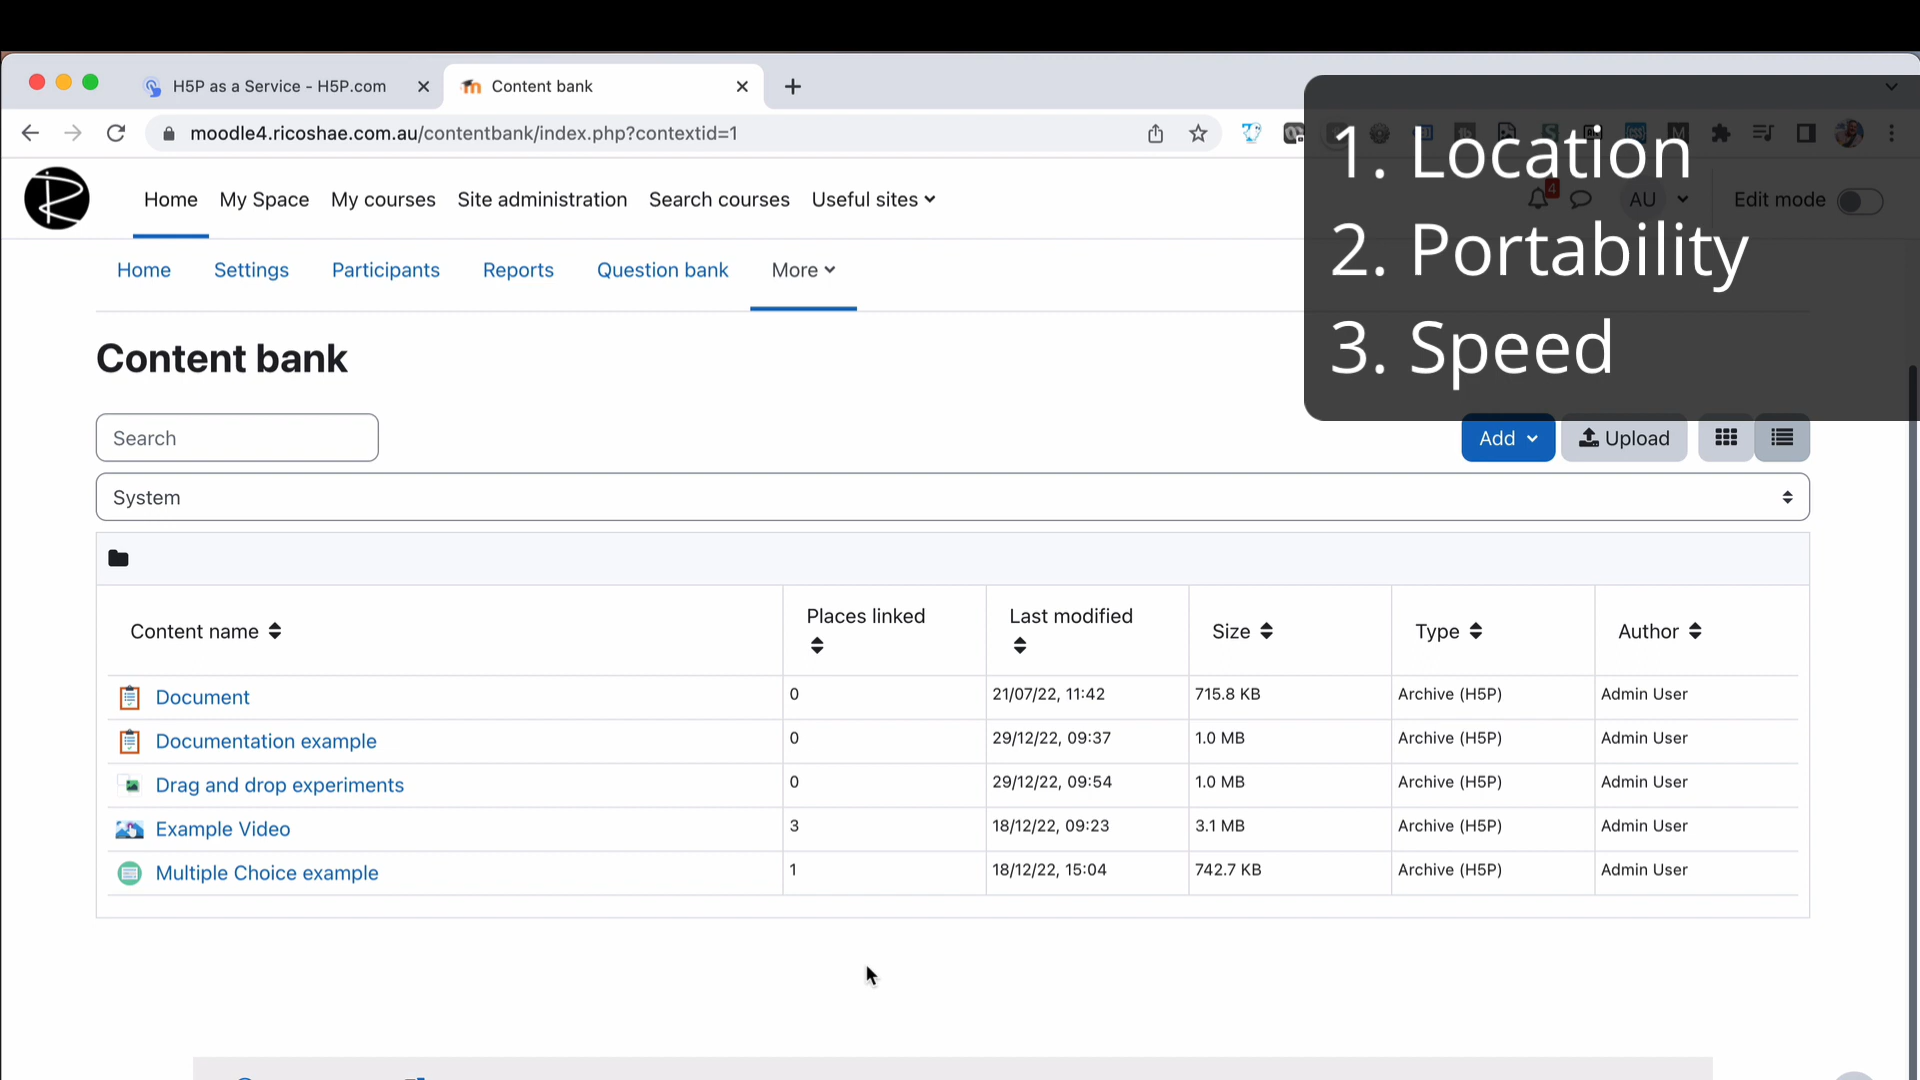 H5P as a Service - H5P.com
Content bank
moodle4.ricoshae.com.au/contentbank/index.php?contextid=1
1. Location
2. Portability
3. Speed
Home My Space My courses Site administration Search courses Useful sites
4 AU Edit mode
Home Settings Participants Reports Question bank More
Content bank
Search
Add Upload
System
Content name Places linked Last modified Size Type Author
Document 0 21/07/22, 11:42 715.8 KB Archive (H5P) Admin User
Documentation example 0 29/12/22, 09:37 1.0 MB Archive (H5P) Admin User
Drag and drop experiments 0 29/12/22, 09:54 1.0 MB Archive (H5P) Admin User
Example Video 3 18/12/22, 09:23 3.1 MB Archive (H5P) Admin User
Multiple Choice example 1 18/12/22, 15:04 742.7 KB Archive (H5P) Admin User